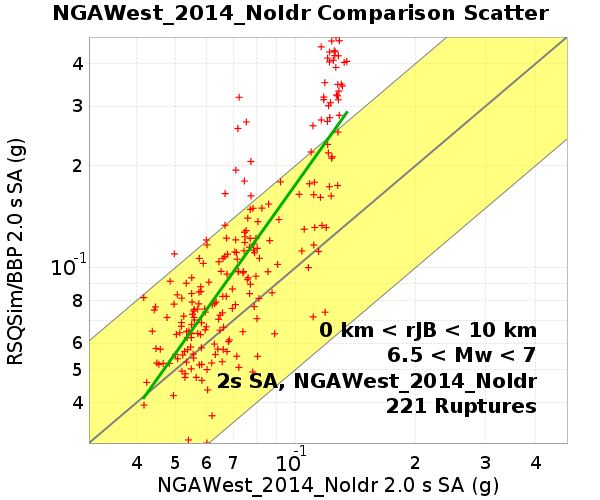 NGAWest_2014_NoIdr Comparison Scatter
RSQSim/BBP 2.0 s SA (g)
4
3
2
10^-1
8
6
5
4
0 km < rJB < 10 km
6.5 < Mw < 7
2s SA, NGAWest_2014_NoIdr
221 Ruptures
4 5 6 7 10^-1 2 3 4
NGAWest_2014_NoIdr 2.0 s SA (g)